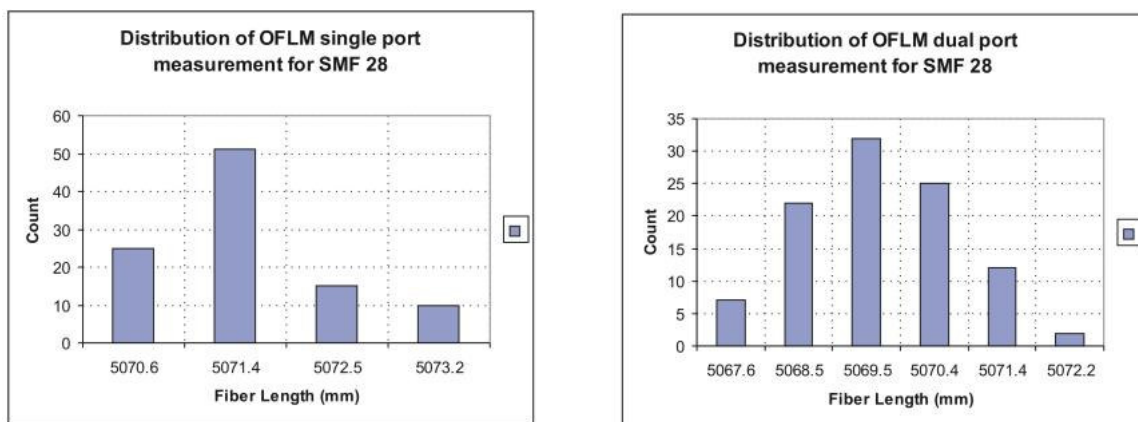 Distribution of OFLM single port
measurement for SMF 28
60
50
40
30
20
10
0
Count
5070.6 5071.4 5072.5 5073.2
Fiber Length (mm)
Distribution of OFLM dual port
measurement for SMF 28
35
30
25
20
15
10
5
0
Count
5067.6 5068.5 5069.5 5070.4 5071.4 5072.2
Fiber Length (mm)